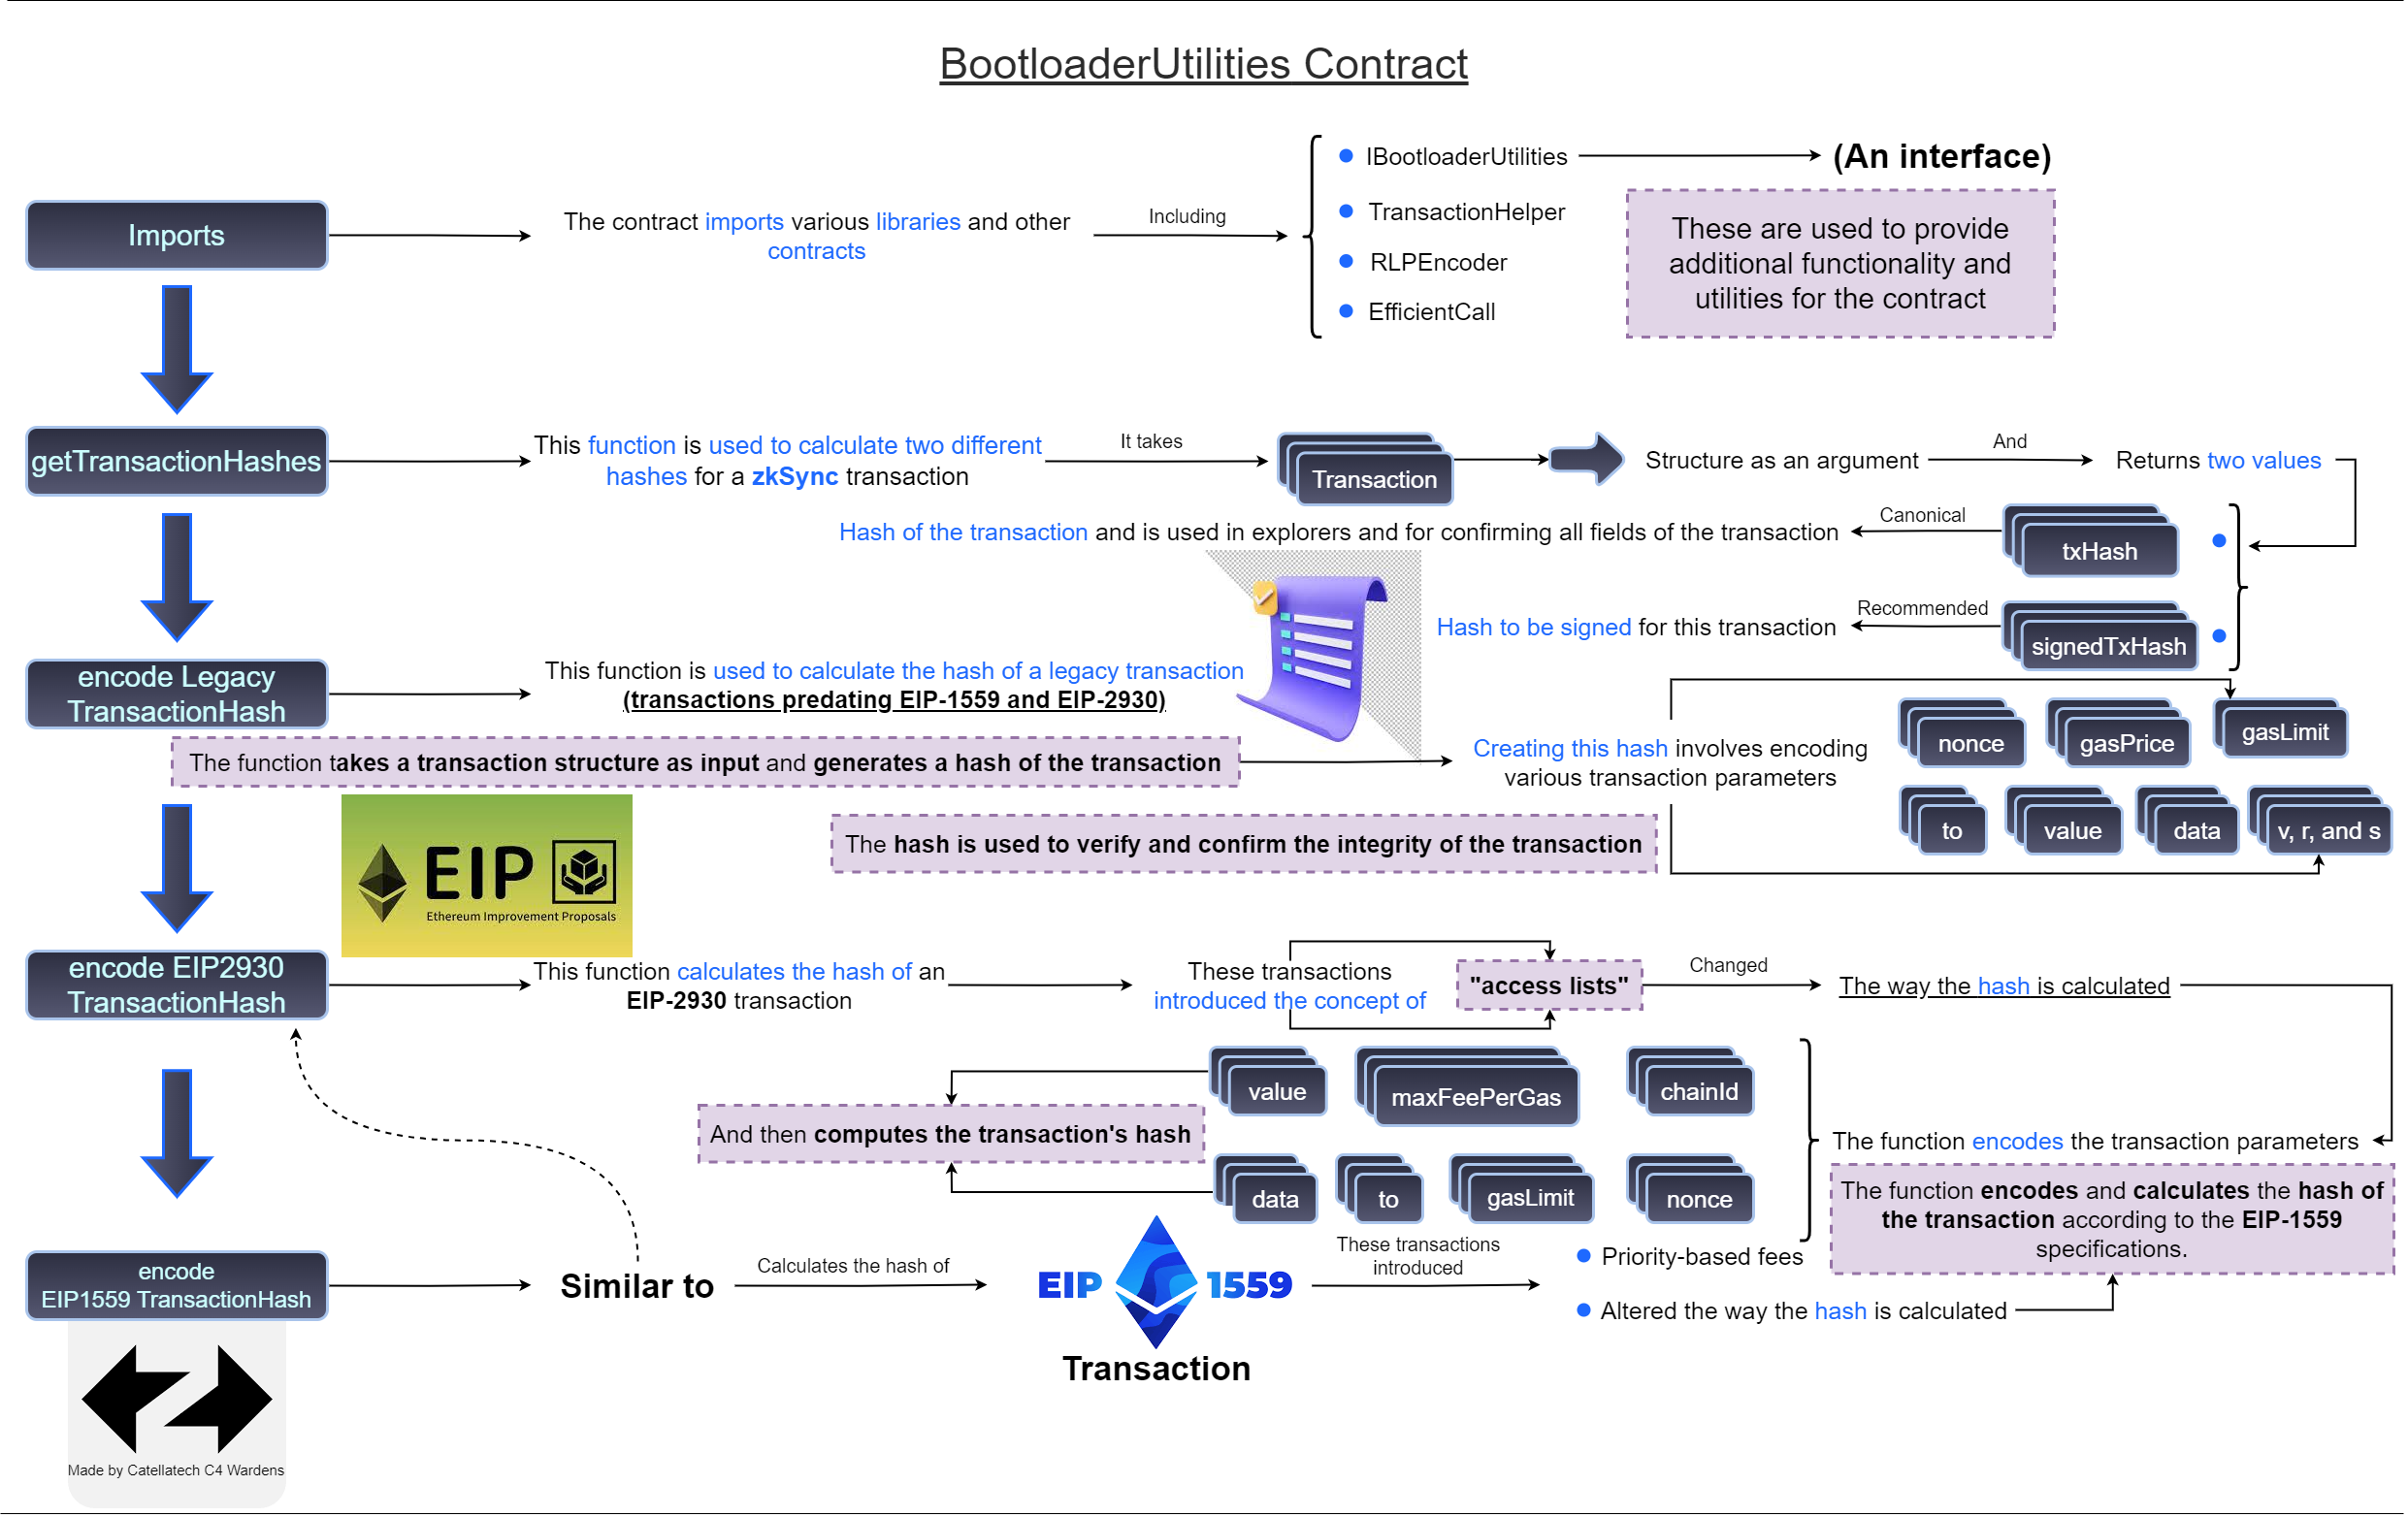 BootloaderUtilities Contract
Imports
The contract imports various libraries and other
contracts
Including
IBootloaderUtilities
(An interface)
TransactionHelper
RLPEncoder
EfficientCall
These are used to provide
additional functionality and
utilities for the contract
getTransactionHashes
This function is used to calculate two different
hashes for a zkSync transaction
It takes
Transaction
Structure as an argument
And
Returns two values
txHash
Canonical
Hash of the transaction and is used in explorers and for confirming all fields of the transaction
signedTxHash
Recommended
Hash to be signed for this transaction
encode Legacy
TransactionHash
This function is used to calculate the hash of a legacy transaction
(transactions predating EIP-1559 and EIP-2930)
The function takes a transaction structure as input and generates a hash of the transaction
Creating this hash involves encoding
various transaction parameters
nonce
gasPrice
gasLimit
to
value
data
v, r, and s
The hash is used to verify and confirm the integrity of the transaction
EIP
Ethereum Improvement Proposals
encode EIP2930
TransactionHash
This function calculates the hash of an
EIP-2930 transaction
These transactions
introduced the concept of
"access lists"
Changed
The way the hash is calculated
The function encodes the transaction parameters
value
maxFeePerGas
chainId
data
to
gasLimit
nonce
And then computes the transaction's hash
encode
EIP1559 TransactionHash
Similar to
Calculates the hash of
EIP 1559
Transaction
These transactions
introduced
Priority-based fees
Altered the way the hash is calculated
The function encodes and calculates the hash of
the transaction according to the EIP-1559
specifications.
Made by Catellatech C4 Wardens